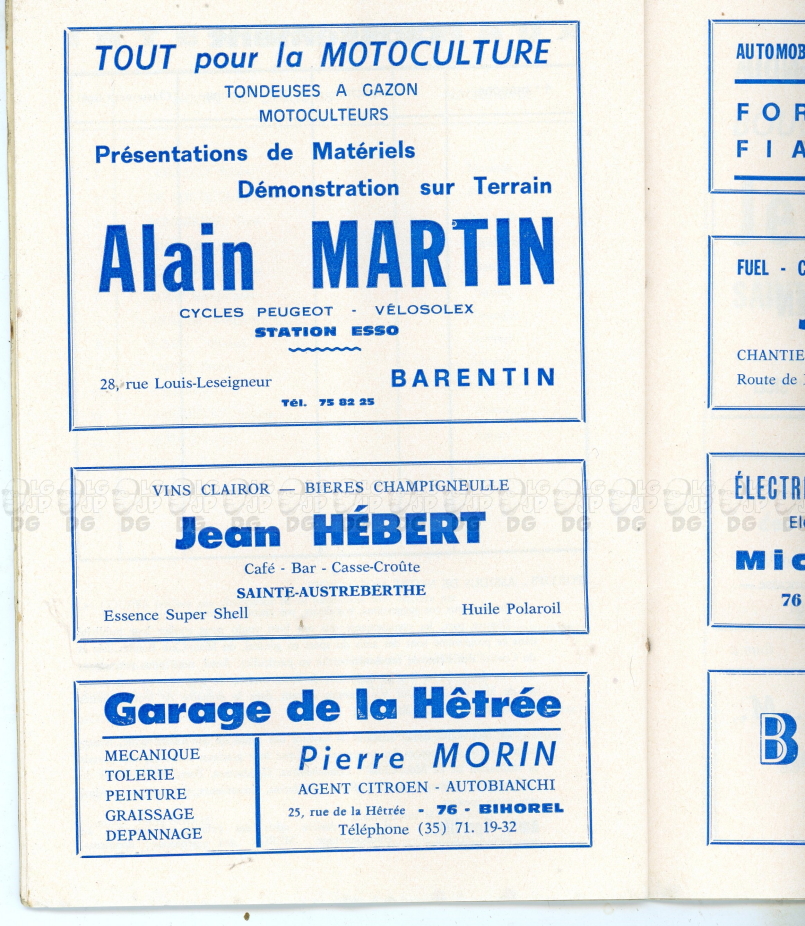 TOUT pour la MOTOCULTURE
TONDEUSES A GAZON
MOTOCULTEURS
Présentations de Matériels
Démonstration sur Terrain
Alain MARTIN
CYCLES PEUGEOT - VÉLOSOLEX
STATION ESSO
28, rue Louis-Leseigneur BARENTIN
Tél. 75 82 25
VINS CLAIROR — BIERES CHAMPIGNEULLE
Jean HÉBERT
Café - Bar - Casse-Croûte
SAINTE-AUSTREBERTHE
Essence Super Shell Huile Polaroil
Garage de la Hêtrée
MECANIQUE
TOLERIE
PEINTURE
GRAISSAGE
DEPANNAGE
Pierre MORIN
AGENT CITROEN - AUTOBIANCHI
25, rue de la Hêtrée - 76 - BIHOREL
Téléphone (35) 71. 19-32
AUTOMOB
FOR
FIA
FUEL - C
CHANTIE
Route de
ÉLECTRI
Ele
Mic
76
B